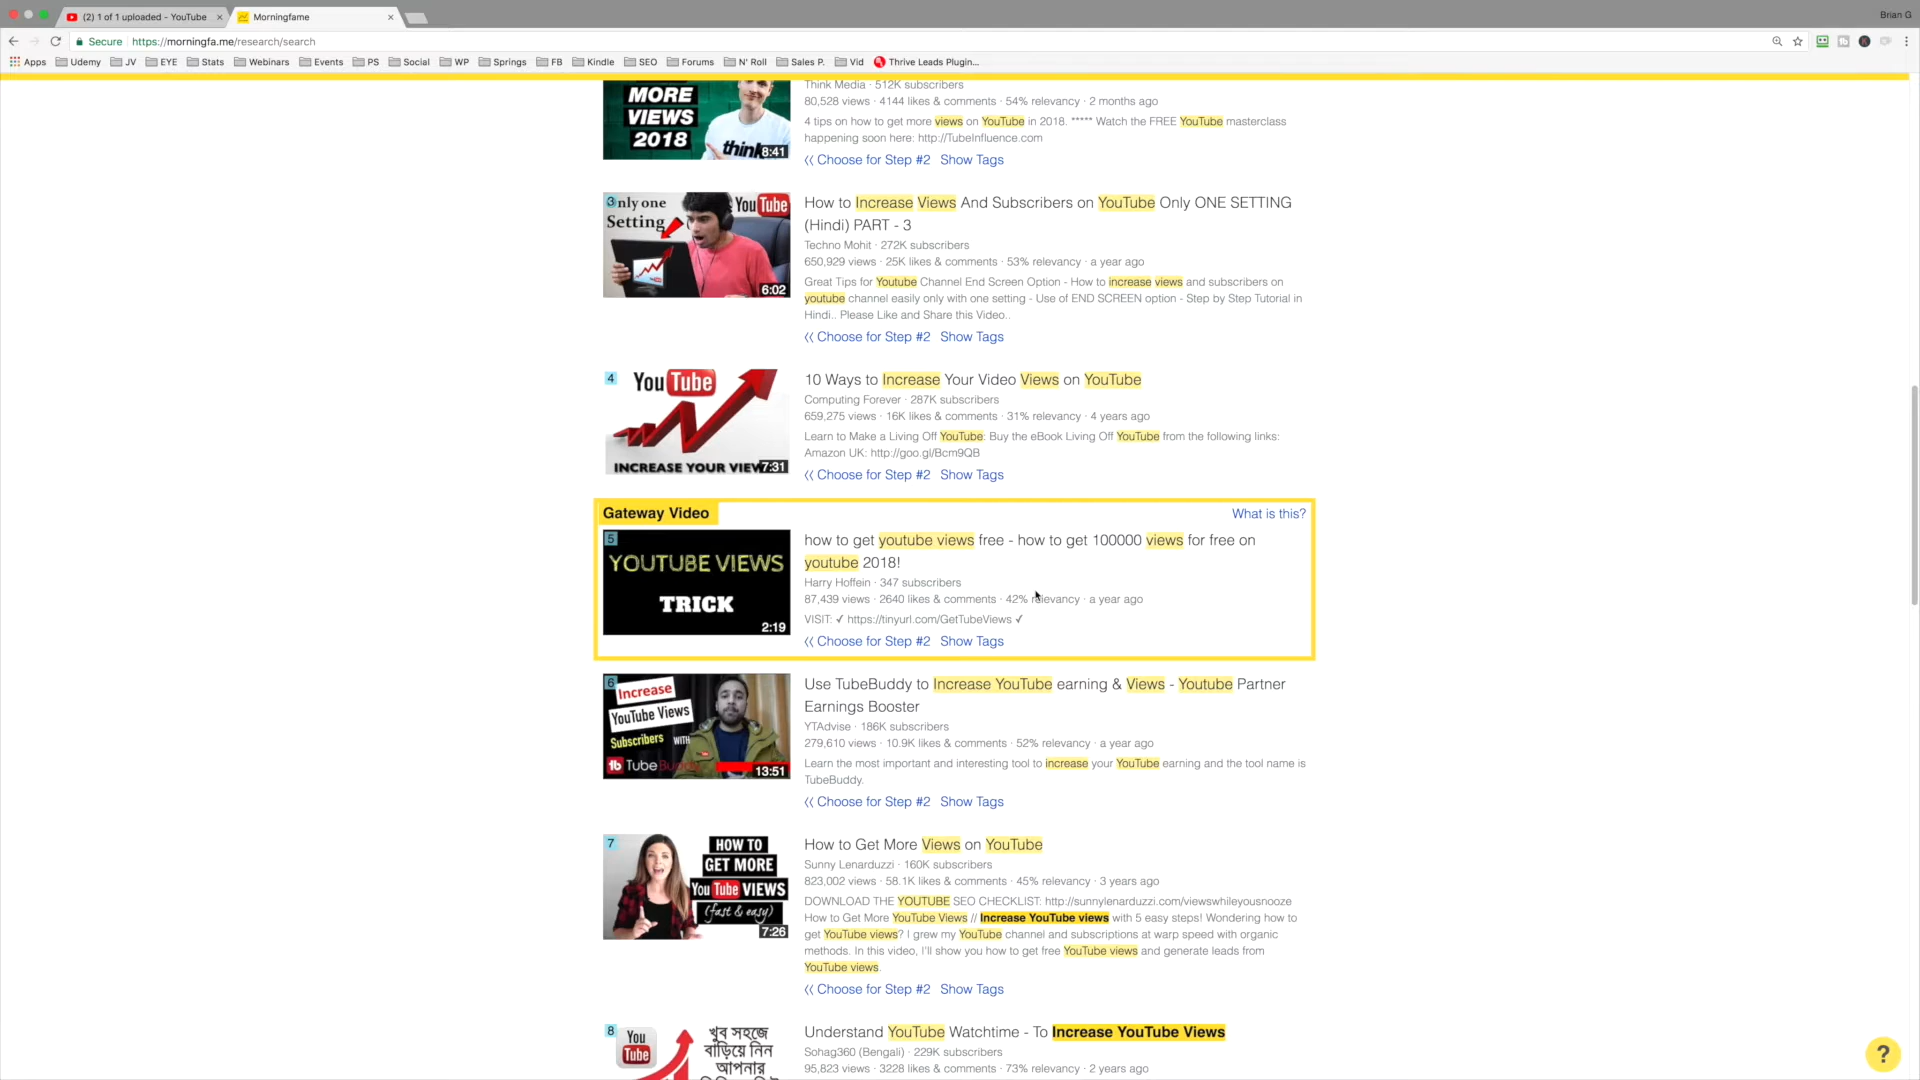 (2) 1 of 1 uploaded - YouTube
Morningfame
Brian G
Secure
https://morningfa.me/research/search
Apps Udemy JV EYE Stats Webinars Events PS Social WP Springs FB Kindle SEO Forums N' Roll Sales P. Vid Thrive Leads Plugin...
MORE
VIEWS
2018
think
8:41
Think Media · 512K subscribers
80,528 views · 4144 likes & comments · 54% relevancy · 2 months ago
4 tips on how to get more views on YouTube in 2018. ***** Watch the FREE YouTube masterclass
happening soon here: http://TubeInfluence.com
Choose for Step #2 Show Tags
3
Only one
Setting
YouTube
6:02
How to Increase Views And Subscribers on YouTube Only ONE SETTING
(Hindi) PART - 3
Techno Mohit · 272K subscribers
650,929 views · 25K likes & comments · 53% relevancy · a year ago
Great Tips for Youtube Channel End Screen Option - How to increase views and subscribers on
youtube channel easily only with one setting - Use of END SCREEN option - Step by Step Tutorial in
Hindi.. Please Like and Share this Video..
Choose for Step #2 Show Tags
4
YouTube
INCREASE YOUR VIEW
7:31
10 Ways to Increase Your Video Views on YouTube
Computing Forever · 287K subscribers
659,275 views · 16K likes & comments · 31% relevancy · 4 years ago
Learn to Make a Living Off YouTube: Buy the eBook Living Off YouTube from the following links:
Amazon UK: http://goo.gl/Bcm9QB
Choose for Step #2 Show Tags
Gateway Video
What is this?
5
YOUTUBE VIEWS
TRICK
2:19
how to get youtube views free - how to get 100000 views for free on
youtube 2018!
Harry Hoffein · 347 subscribers
87,439 views · 2640 likes & comments · 42% relevancy · a year ago
VISIT: ✓ https://tinyurl.com/GetTubeViews ✓
Choose for Step #2 Show Tags
6
Increase
YouTube Views
Subscribers WITH
tb TubeBuddy
13:51
Use TubeBuddy to Increase YouTube earning & Views - Youtube Partner
Earnings Booster
YTAdvise · 186K subscribers
279,610 views · 10.9K likes & comments · 52% relevancy · a year ago
Learn the most important and interesting tool to increase your YouTube earning and the tool name is
TubeBuddy.
Choose for Step #2 Show Tags
7
HOW TO
GET MORE
YouTube VIEWS
(fast & easy)
7:26
How to Get More Views on YouTube
Sunny Lenarduzzi · 160K subscribers
823,002 views · 58.1K likes & comments · 45% relevancy · 3 years ago
DOWNLOAD THE YOUTUBE SEO CHECKLIST: http://sunnylenarduzzi.com/viewswhileyousnooze
How to Get More YouTube Views // Increase YouTube views with 5 easy steps! Wondering how to
get YouTube views? I grew my YouTube channel and subscriptions at warp speed with organic
methods. In this video, I'll show you how to get free YouTube views and generate leads from
YouTube views.
Choose for Step #2 Show Tags
8
You
Tube
খুব সহজে
বাড়িয়ে নিন
আপনার
Understand YouTube Watchtime - To Increase YouTube Views
Sohag360 (Bengali) · 229K subscribers
95,823 views · 3228 likes & comments · 73% relevancy · 2 years ago
?